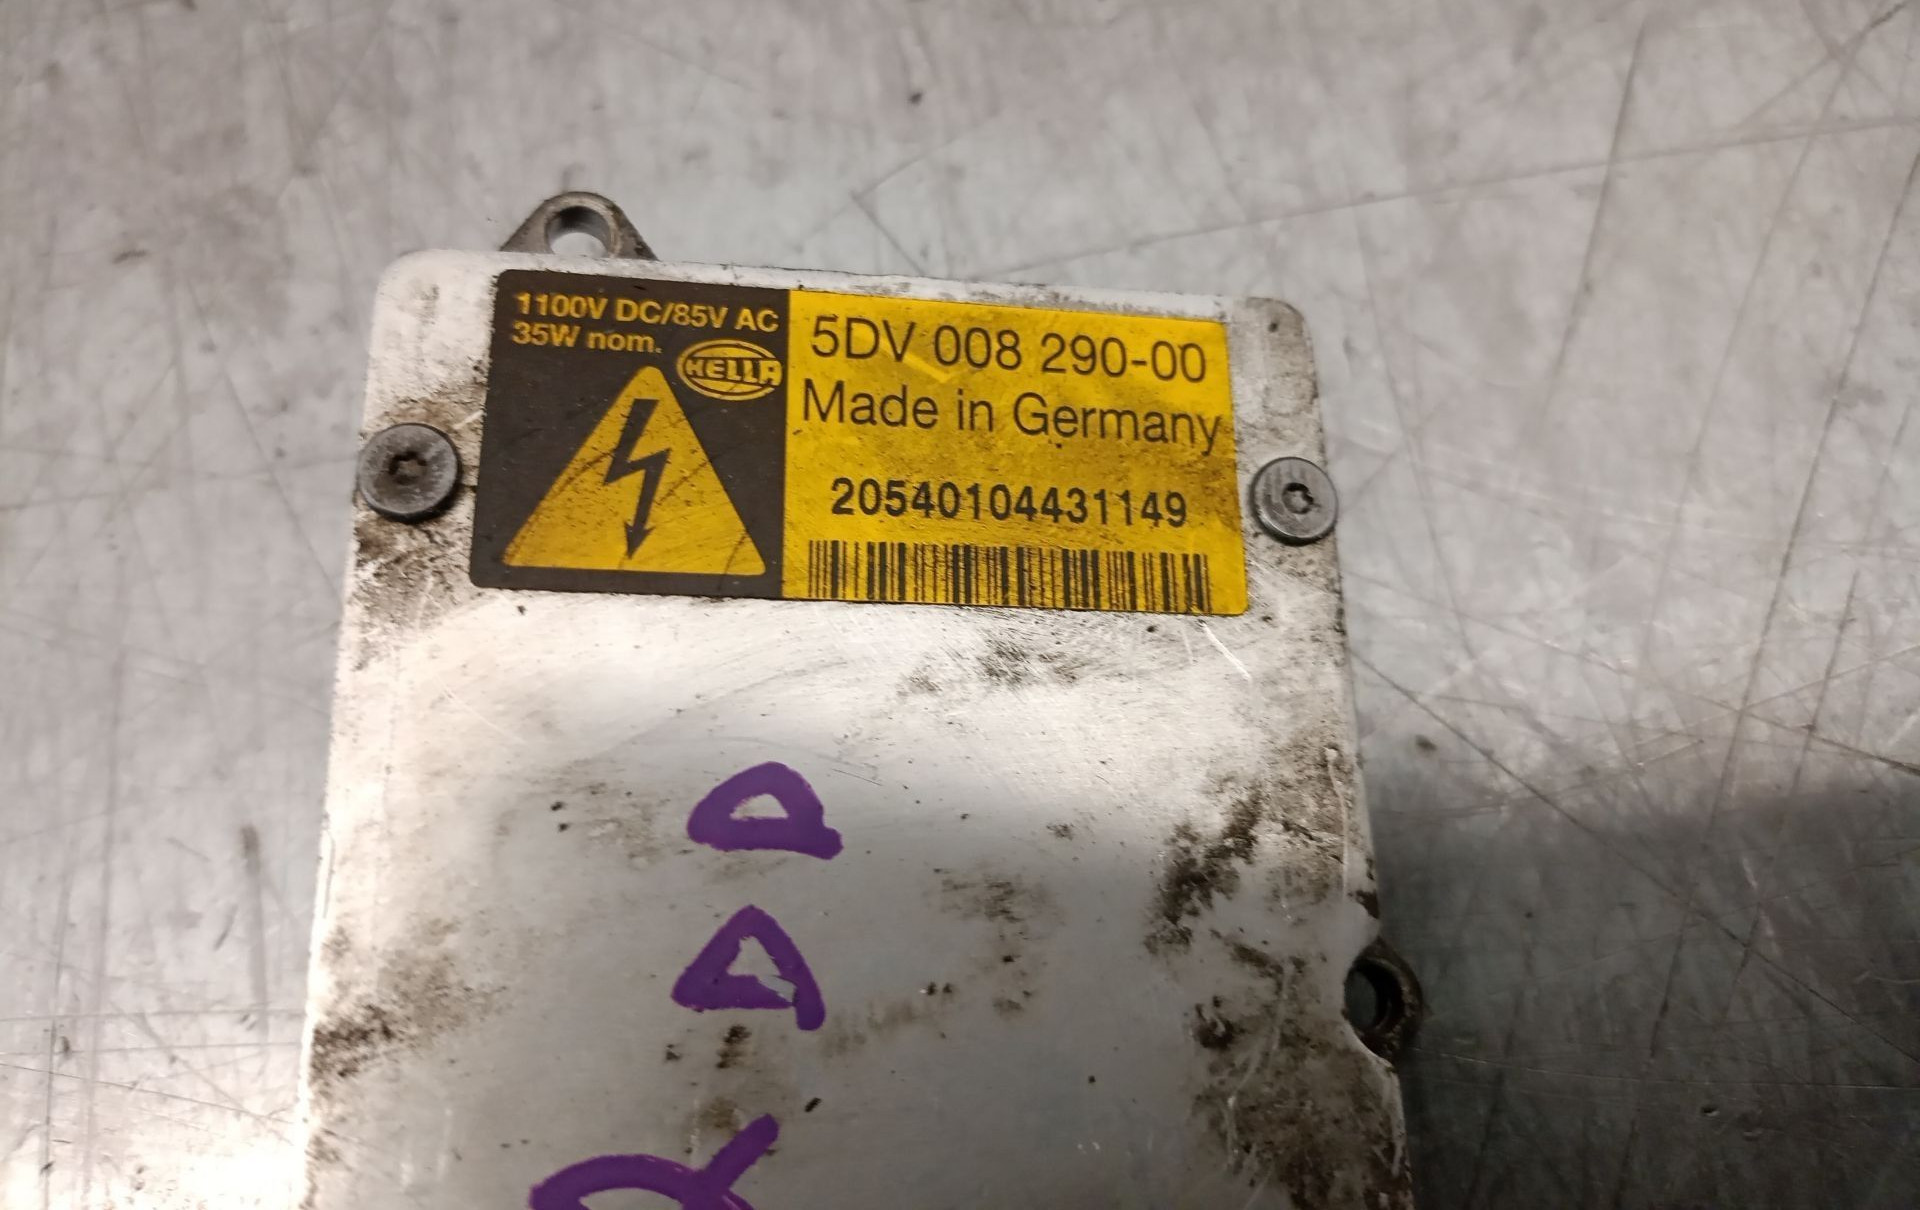 1100V DC/85V AC
35W nom.
HELLA
5DV 008 290-00
Made in Germany
20540104431149